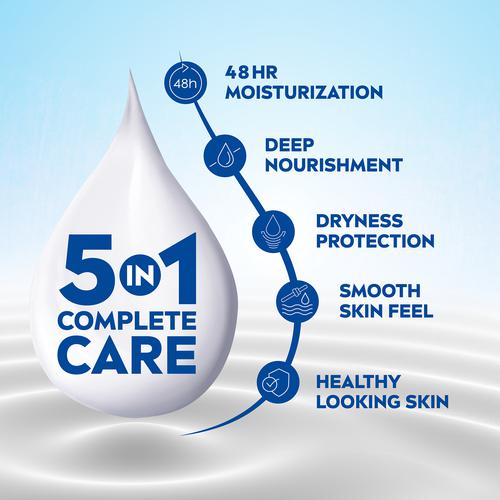 5 IN 1
COMPLETE
CARE
48h
48 HR
MOISTURIZATION
DEEP
NOURISHMENT
DRYNESS
PROTECTION
SMOOTH
SKIN FEEL
HEALTHY
LOOKING SKIN